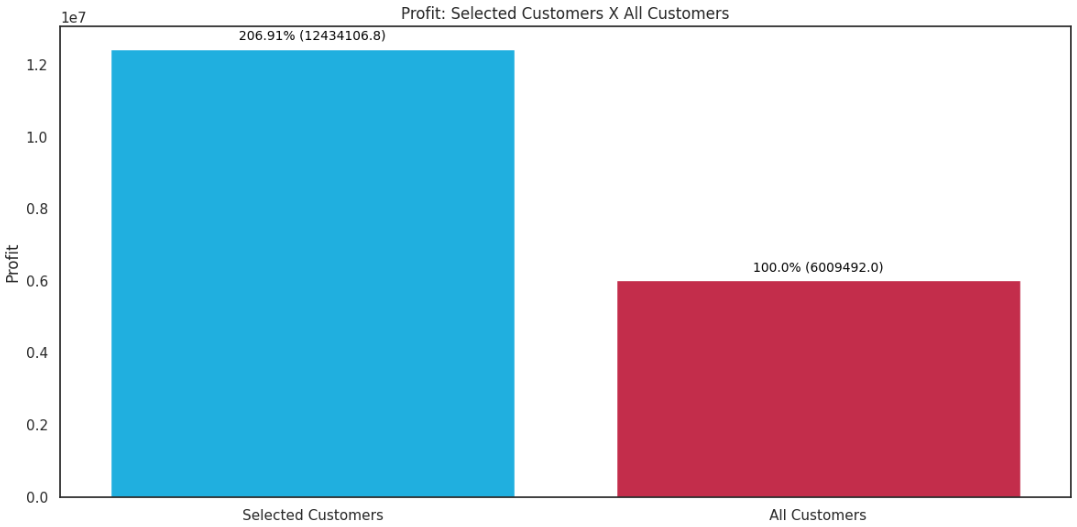 Profit: Selected Customers X All Customers
1e7
206.91% (12434106.8)
1.2
1.0
0.8
100.0% (6009492.0)
Profit
0.6
0.4
0.2
0.0
Selected Customers
All Customers